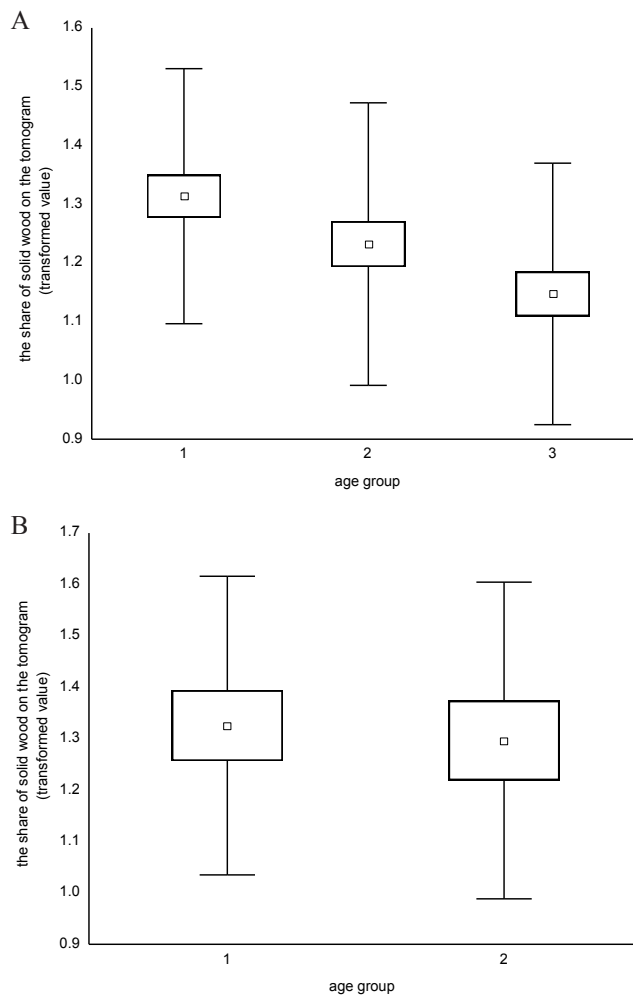 A
the share of solid wood on the tomogram
(transformed value)
1.6
1.5
1.4
1.3
1.2
1.1
1.0
0.9
1 2 3
age group
B
the share of solid wood on the tomogram
(transformed value)
1.7
1.6
1.5
1.4
1.3
1.2
1.1
1.0
0.9
1 2
age group